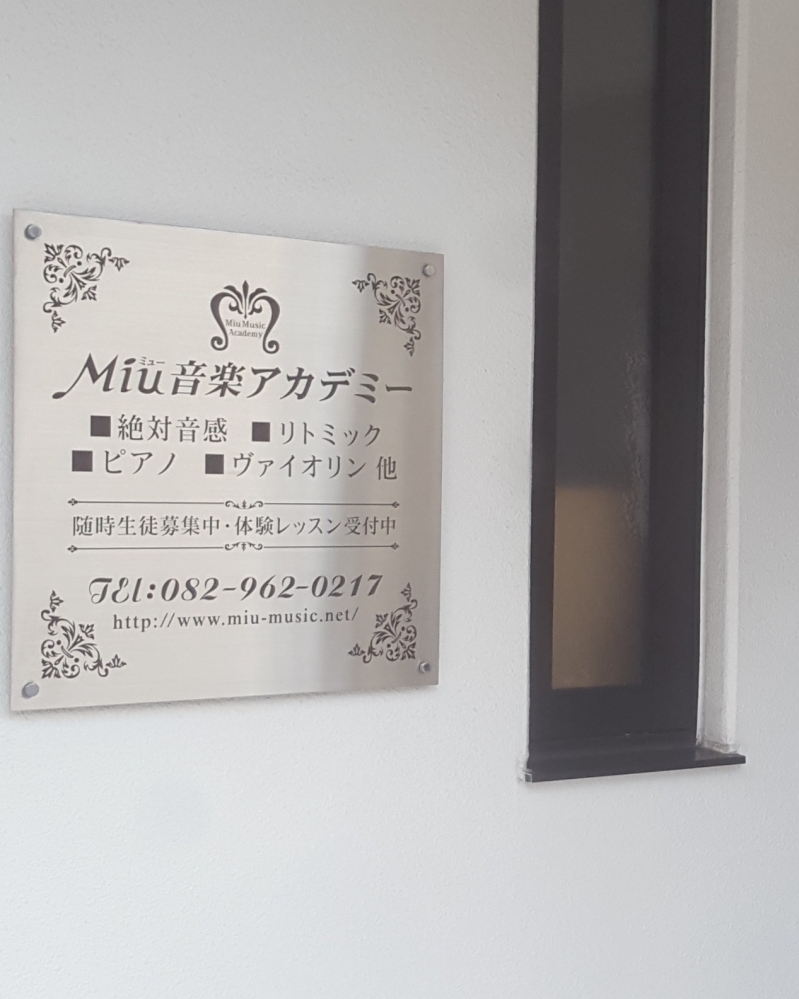 Miu Music
Academy
ミュー
Miu音楽アカデミー
■絶対音感 ■リトミック
■ピアノ ■ヴァイオリン 他
随時生徒募集中・体験レッスン受付中
TEl:082-962-0217
http://www.miu-music.net/